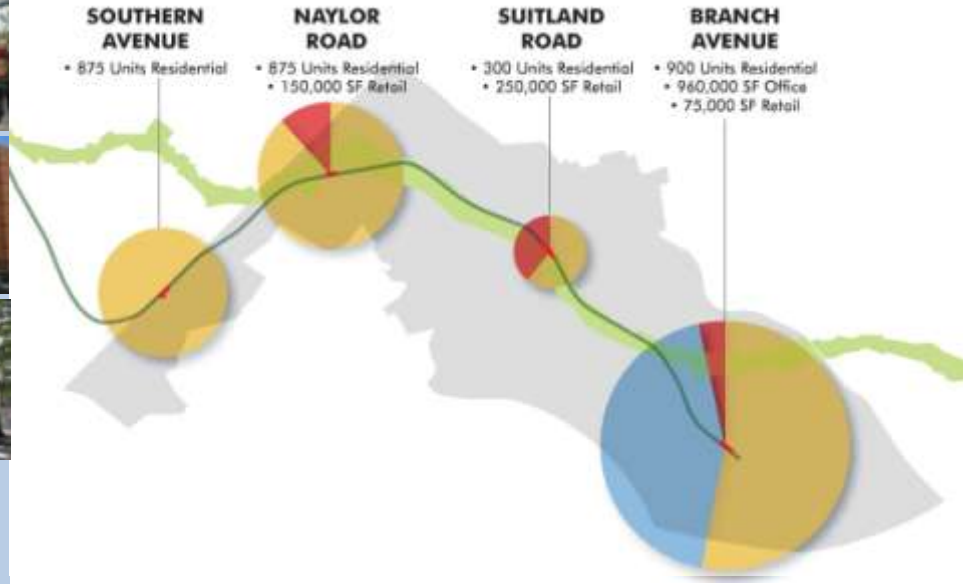 SOUTHERN
AVENUE
• 875 Units Residential
NAYLOR
ROAD
• 875 Units Residential
• 150,000 SF Retail
SUITLAND
ROAD
• 300 Units Residential
• 250,000 SF Retail
BRANCH
AVENUE
• 900 Units Residential
• 960,000 SF Office
• 75,000 SF Retail